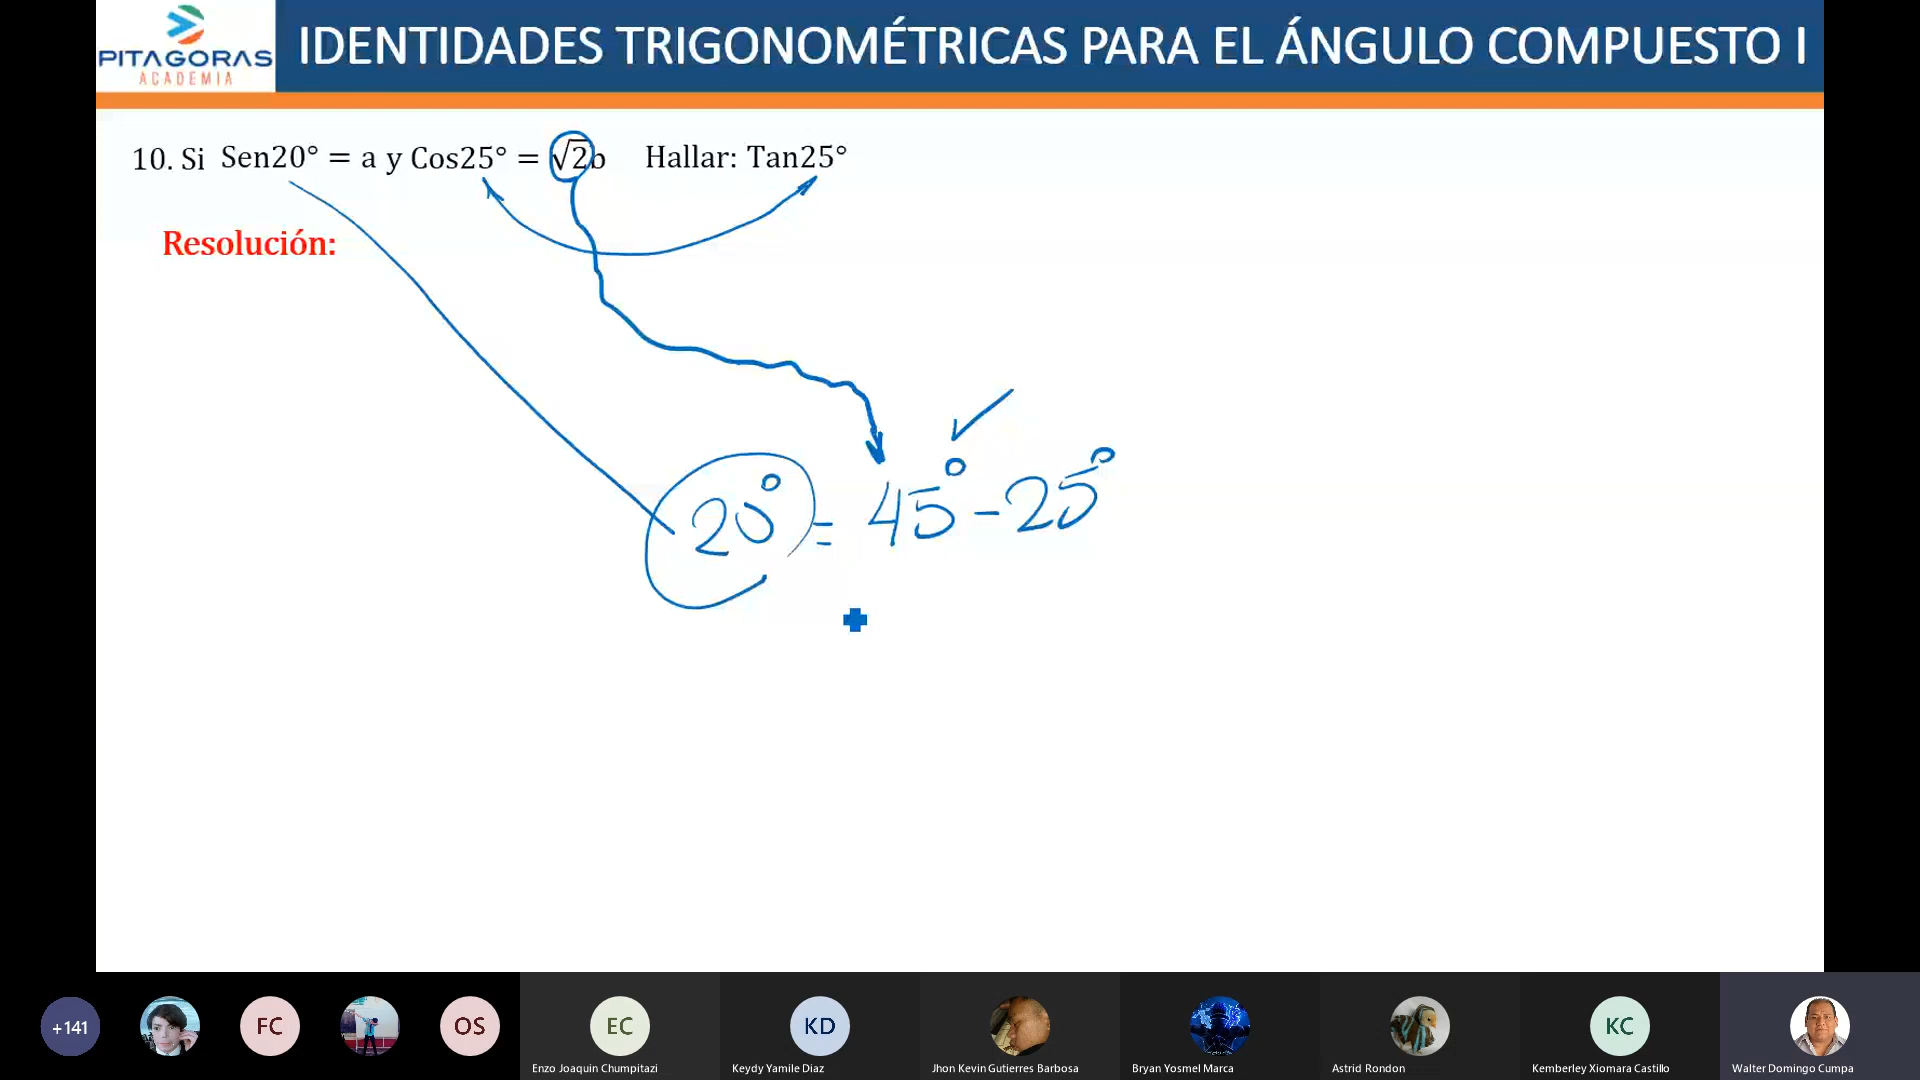 PITAGORAS
ACADEMIA
IDENTIDADES TRIGONOMÉTRICAS PARA EL ÁNGULO COMPUESTO I
10. Si Sen20° = a y Cos25° = √2b Hallar: Tan25°
Resolución:
20° = 45° - 25°
+141
FC
OS
EC
KD
KC
Enzo Joaquin Chumpitazi
Keydy Yamile Diaz
Jhon Kevin Gutierres Barbosa
Bryan Yosmel Marca
Astrid Rondon
Kemberley Xiomara Castillo
Walter Domingo Cumpa